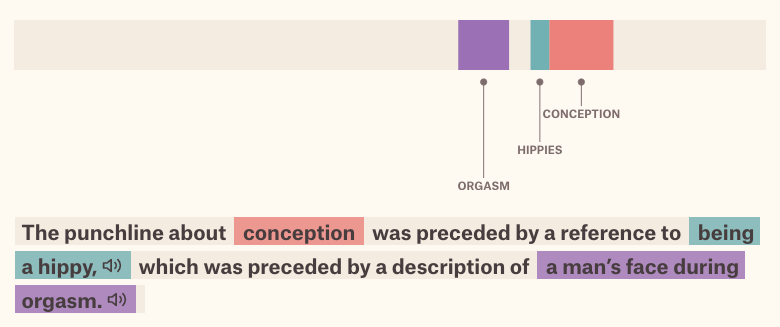 CONCEPTION
HIPPIES
ORGASM
The punchline about conception was preceded by a reference to being
a hippy, which was preceded by a description of a man’s face during
orgasm.